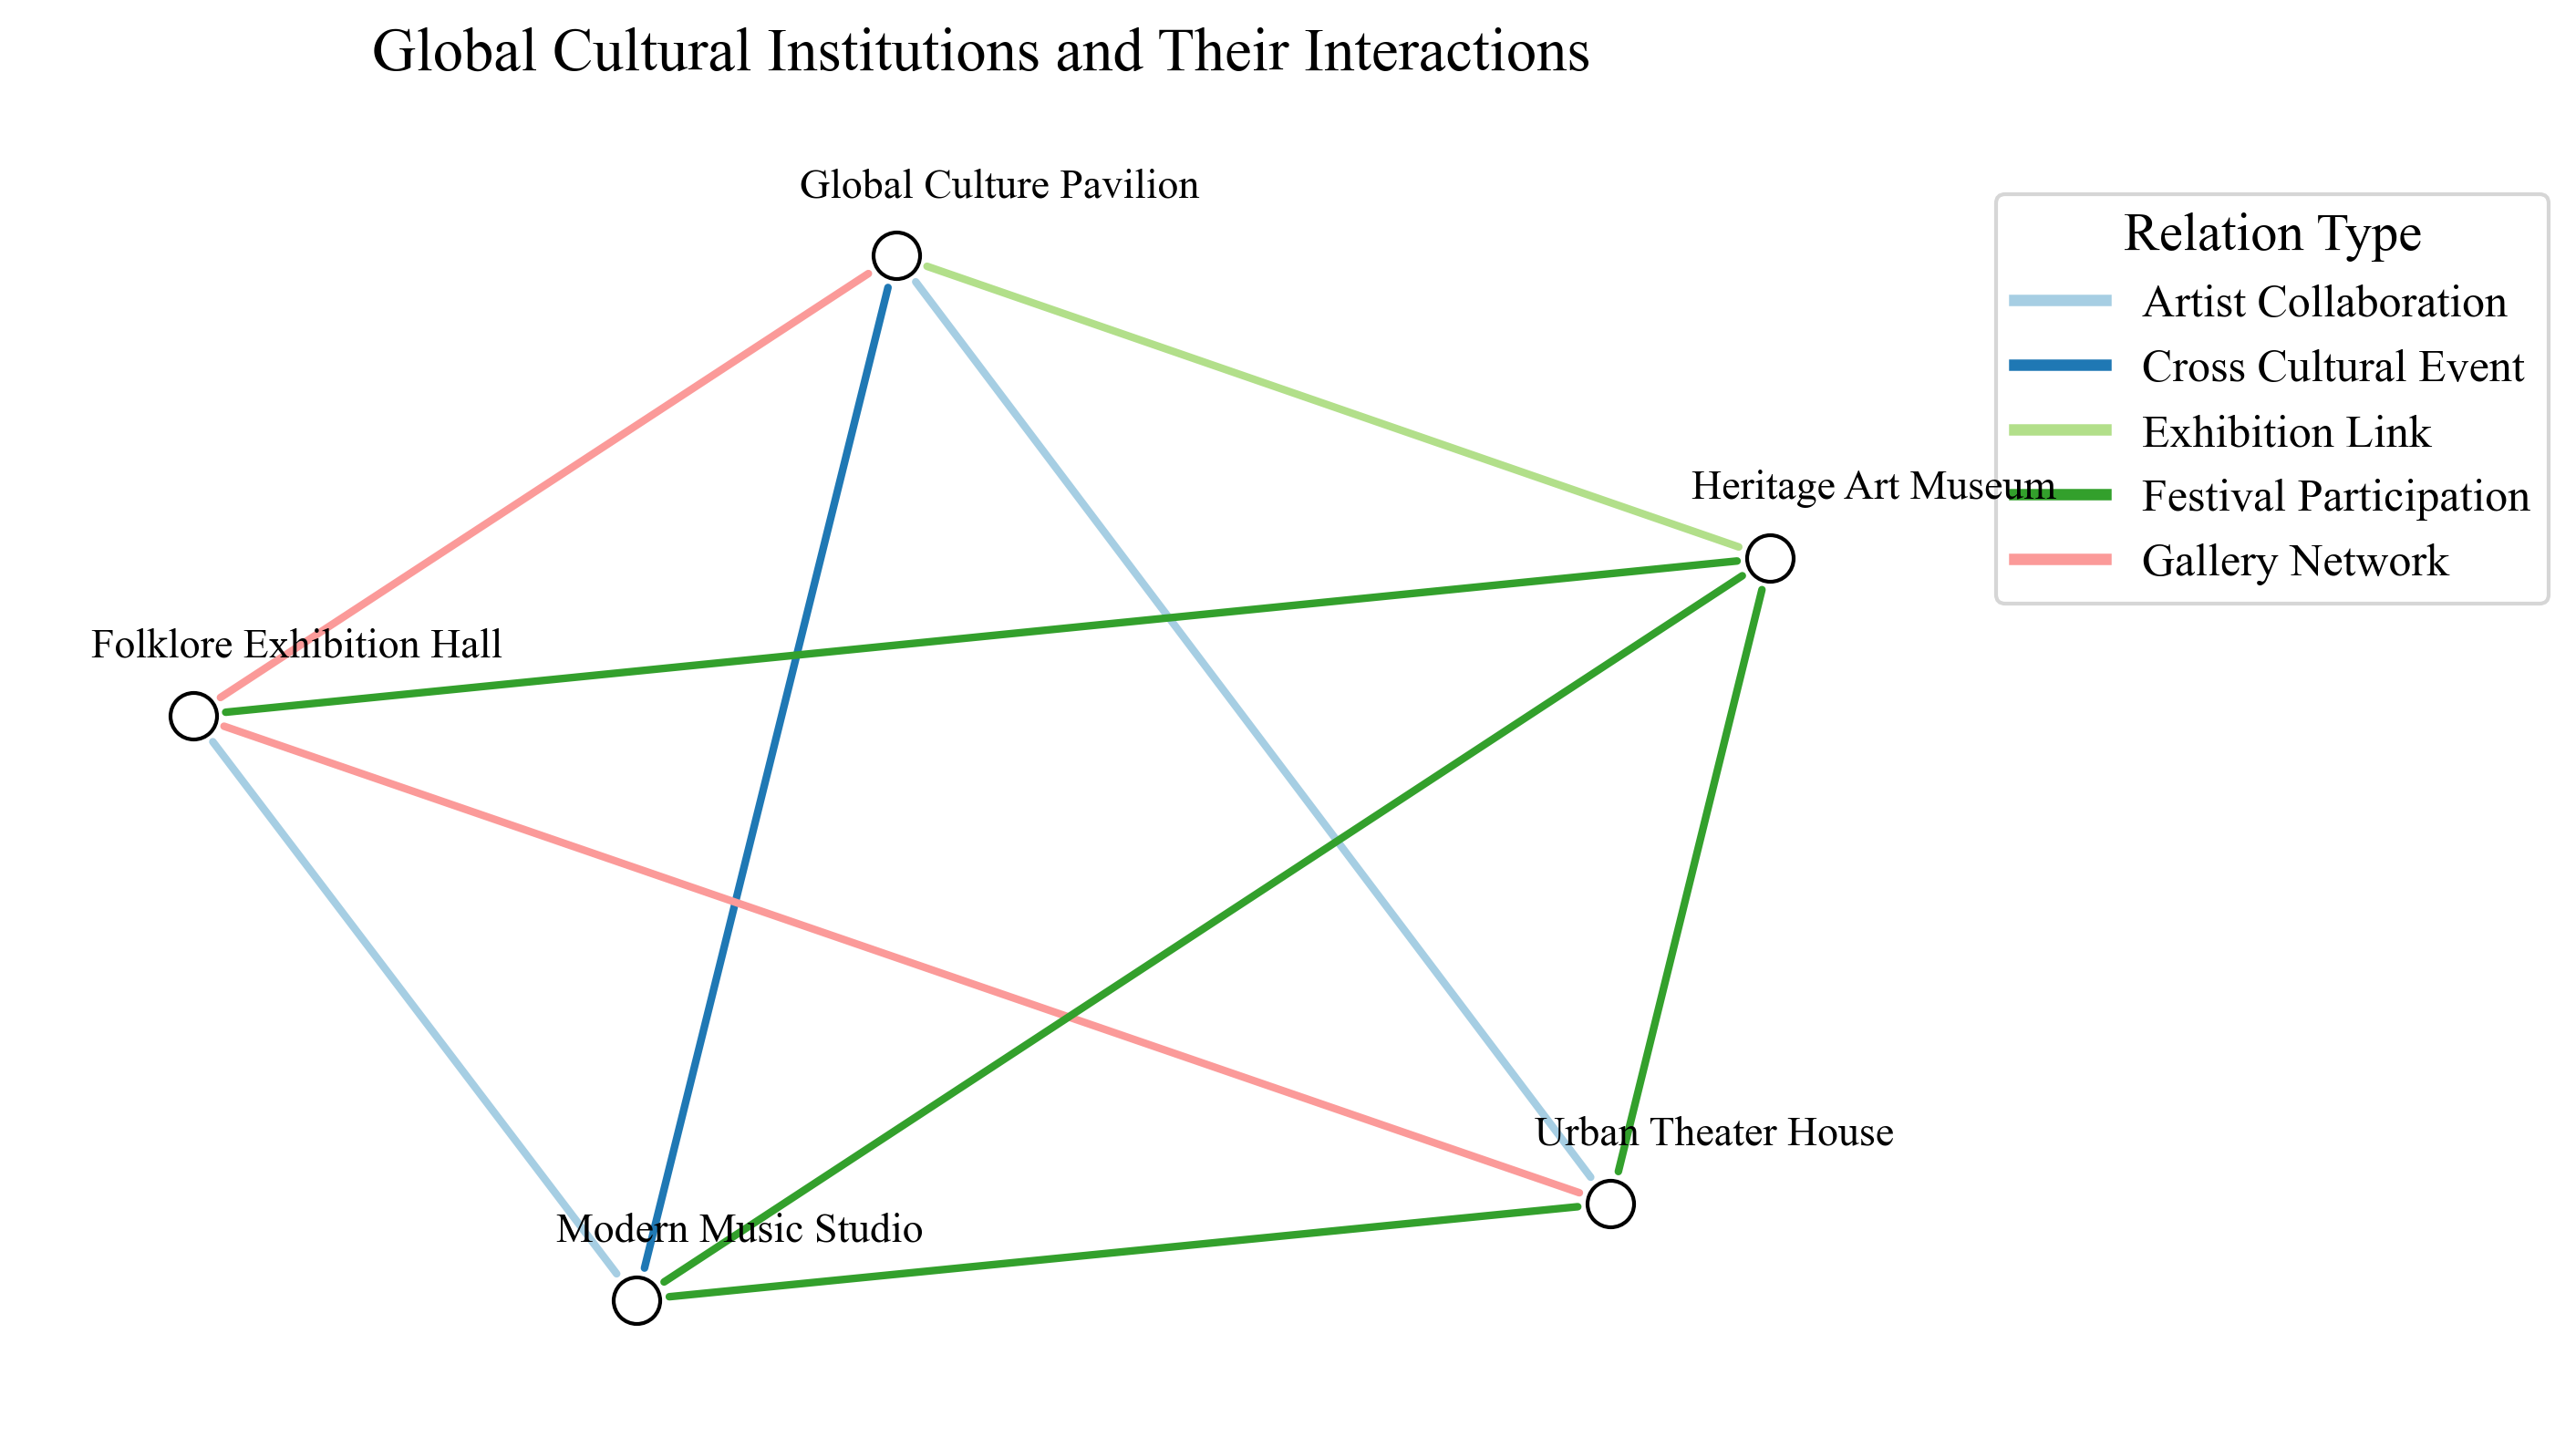 Global Cultural Institutions and Their Interactions
Global Culture Pavilion
Relation Type
Artist Collaboration
Cross Cultural Event
Exhibition Link
Heritage Art Museum
Festival Participation
Gallery Network
Folklore Exhibition Hall
Urban Theater House
Modern Music Studio